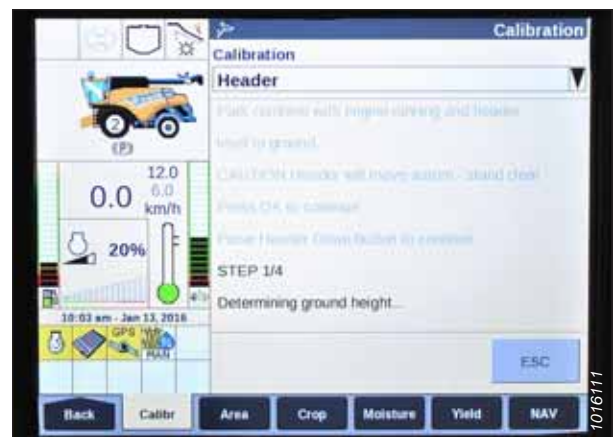 Calibration
Calibration
Header
Park combine with engine running and header
level to ground.
CAUTION Header will move autom.- stand clear
Press OK to continue
Press Header Down button to continue
STEP 1/4
Determining ground height...
ESC
2
(P)
12.0
0.0
6.0
km/h
20%
10:03 am - Jan 13, 2016
GPS
MAN
Back
Calibr
Area
Crop
Moisture
Yield
NAV
1016111